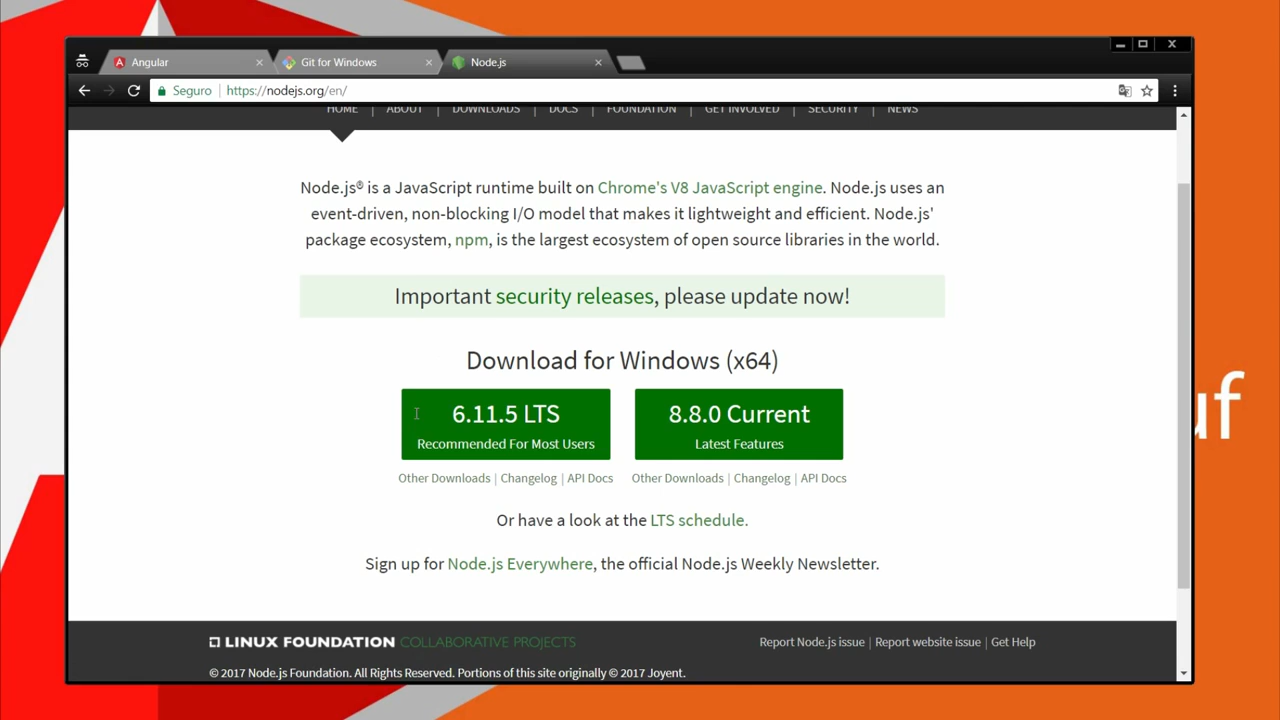 Angular
Git for Windows
Node.js
Seguro
https://nodejs.org/en/
HOME | ABOUT | DOWNLOADS | DOCS | FOUNDATION | GET INVOLVED | SECURITY | NEWS
Node.js® is a JavaScript runtime built on Chrome's V8 JavaScript engine. Node.js uses an
event-driven, non-blocking I/O model that makes it lightweight and efficient. Node.js'
package ecosystem, npm, is the largest ecosystem of open source libraries in the world.
Important security releases, please update now!
Download for Windows (x64)
6.11.5 LTS
Recommended For Most Users
8.8.0 Current
Latest Features
Other Downloads | Changelog | API Docs
Other Downloads | Changelog | API Docs
Or have a look at the LTS schedule.
Sign up for Node.js Everywhere, the official Node.js Weekly Newsletter.
LINUX FOUNDATION COLLABORATIVE PROJECTS
Report Node.js issue | Report website issue | Get Help
© 2017 Node.js Foundation. All Rights Reserved. Portions of this site originally © 2017 Joyent.